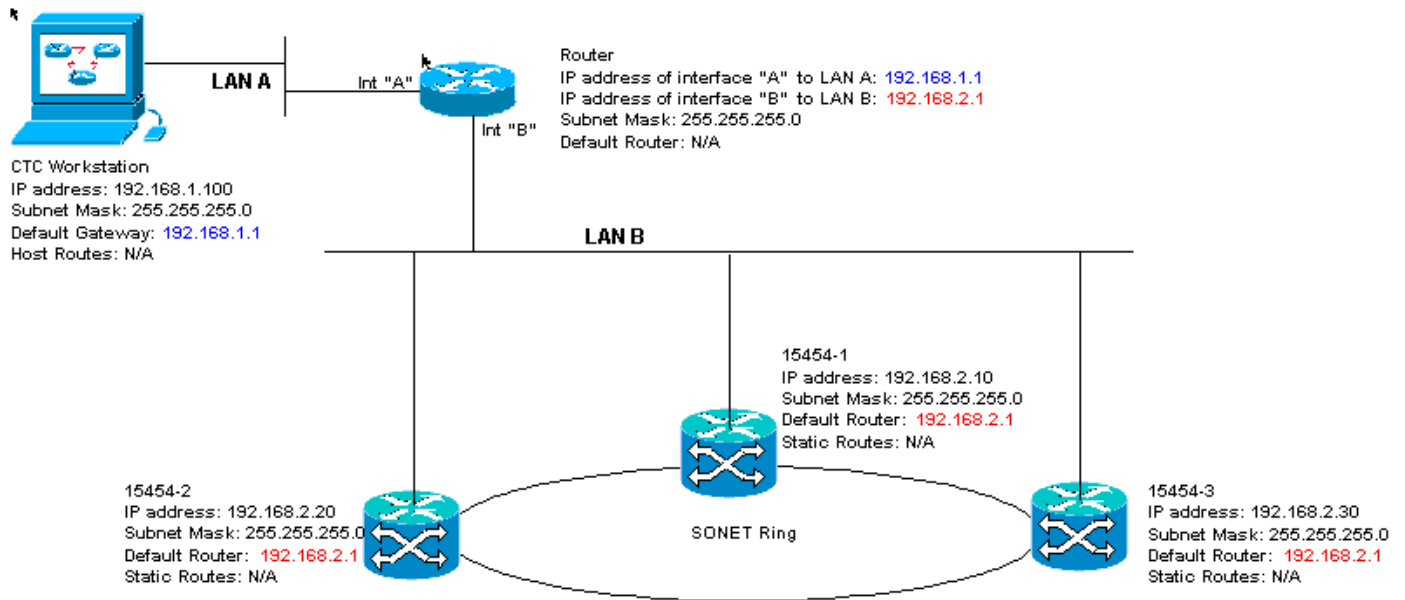 LAN A
Int "A"
Int "B"
Router
IP address of interface "A" to LAN A: 192.168.1.1
IP address of interface "B" to LAN B: 192.168.2.1
Subnet Mask: 255.255.255.0
Default Router: N/A
CTC Workstation
IP address: 192.168.1.100
Subnet Mask: 255.255.255.0
Default Gateway: 192.168.1.1
Host Routes: N/A
LAN B
15454-1
IP address: 192.168.2.10
Subnet Mask: 255.255.255.0
Default Router: 192.168.2.1
Static Routes: N/A
15454-2
IP address: 192.168.2.20
Subnet Mask: 255.255.255.0
Default Router: 192.168.2.1
Static Routes: N/A
SONET Ring
15454-3
IP address: 192.168.2.30
Subnet Mask: 255.255.255.0
Default Router: 192.168.2.1
Static Routes: N/A